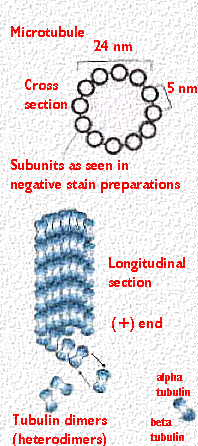 Microtubule
24 nm
Cross
section
5 nm
Subunits as seen in
negative stain preparations
Longitudinal
section
(+) end
alpha
tubulin
Tubulin dimers
(heterodimers)
beta
tubulin